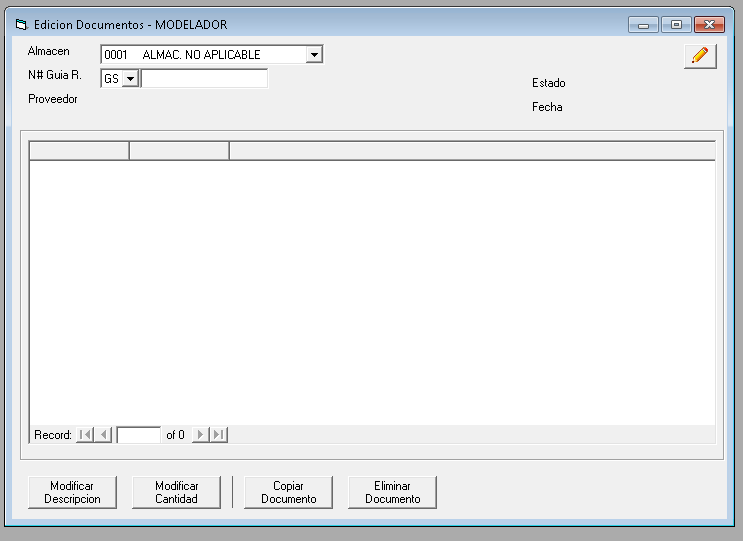 Edicion Documentos - MODELADOR
Almacen 0001 ALMAC. NO APLICABLE
N# Guia R. GS
Estado
Proveedor
Fecha
Record: of 0
Modificar Descripcion
Modificar Cantidad
Copiar Documento
Eliminar Documento